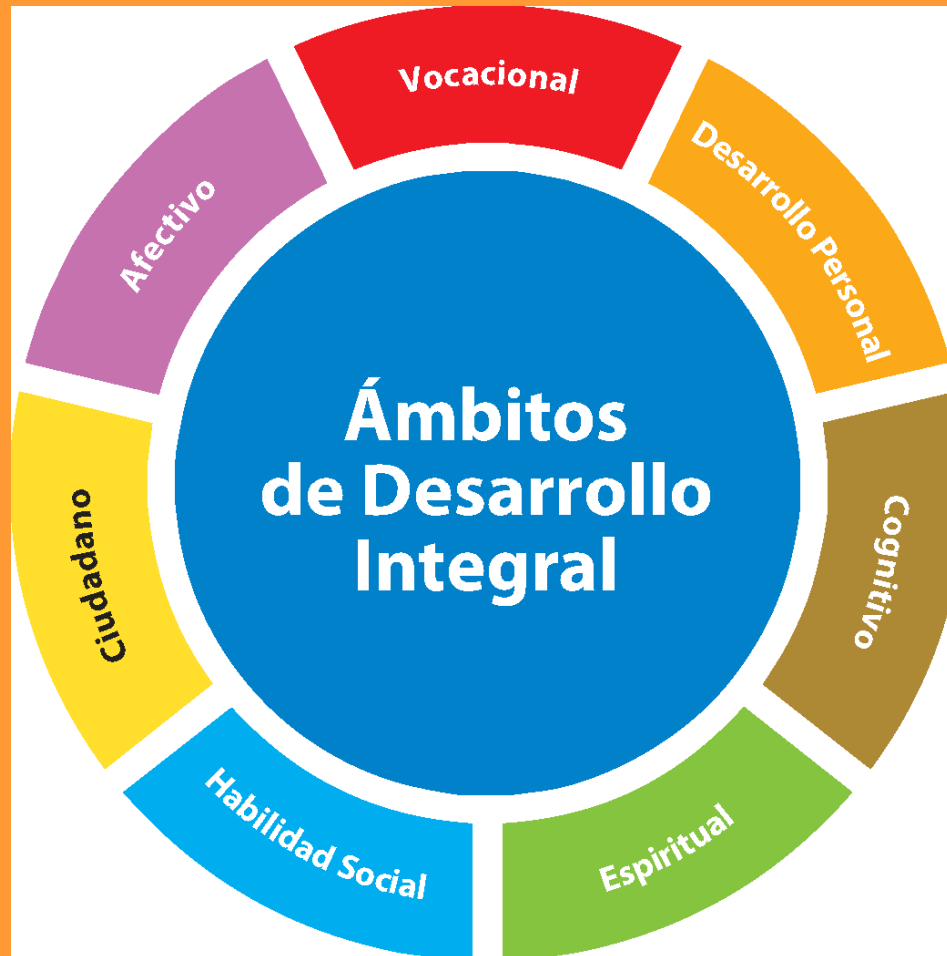 Vocacional
Desarrollo Personal
Cognitivo
Espiritual
Habilidad Social
Ciudadano
Afectivo
Ámbitos
de Desarrollo
Integral